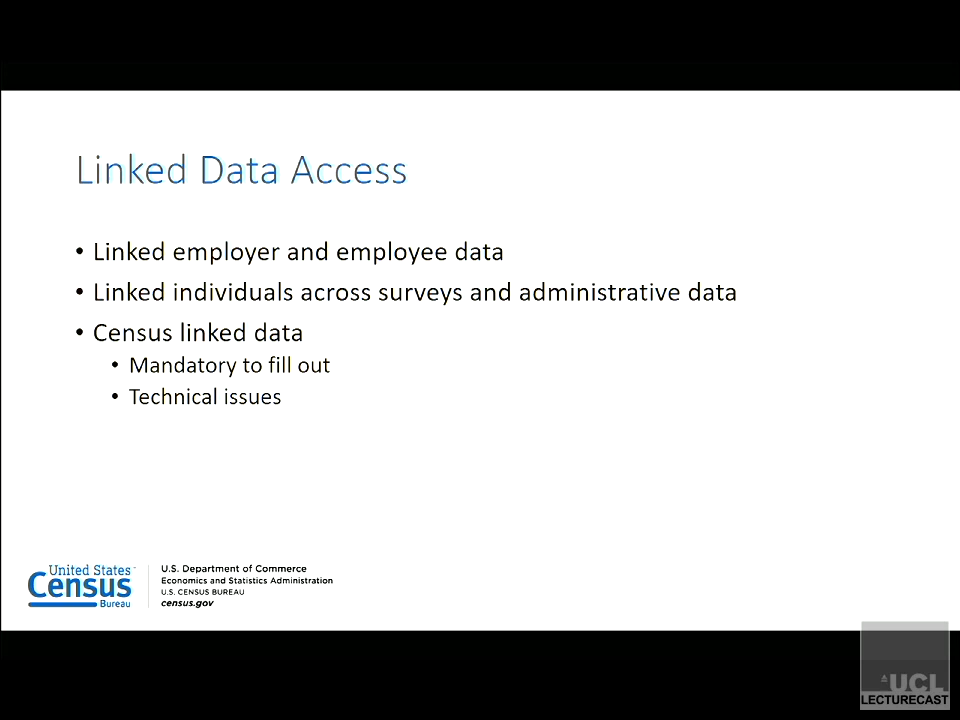 Linked Data Access
• Linked employer and employee data
• Linked individuals across surveys and administrative data
• Census linked data
• Mandatory to fill out
• Technical issues
United States
Census
Bureau
U.S. Department of Commerce
Economics and Statistics Administration
U.S. CENSUS BUREAU
census.gov
UCL
LECTURECAST